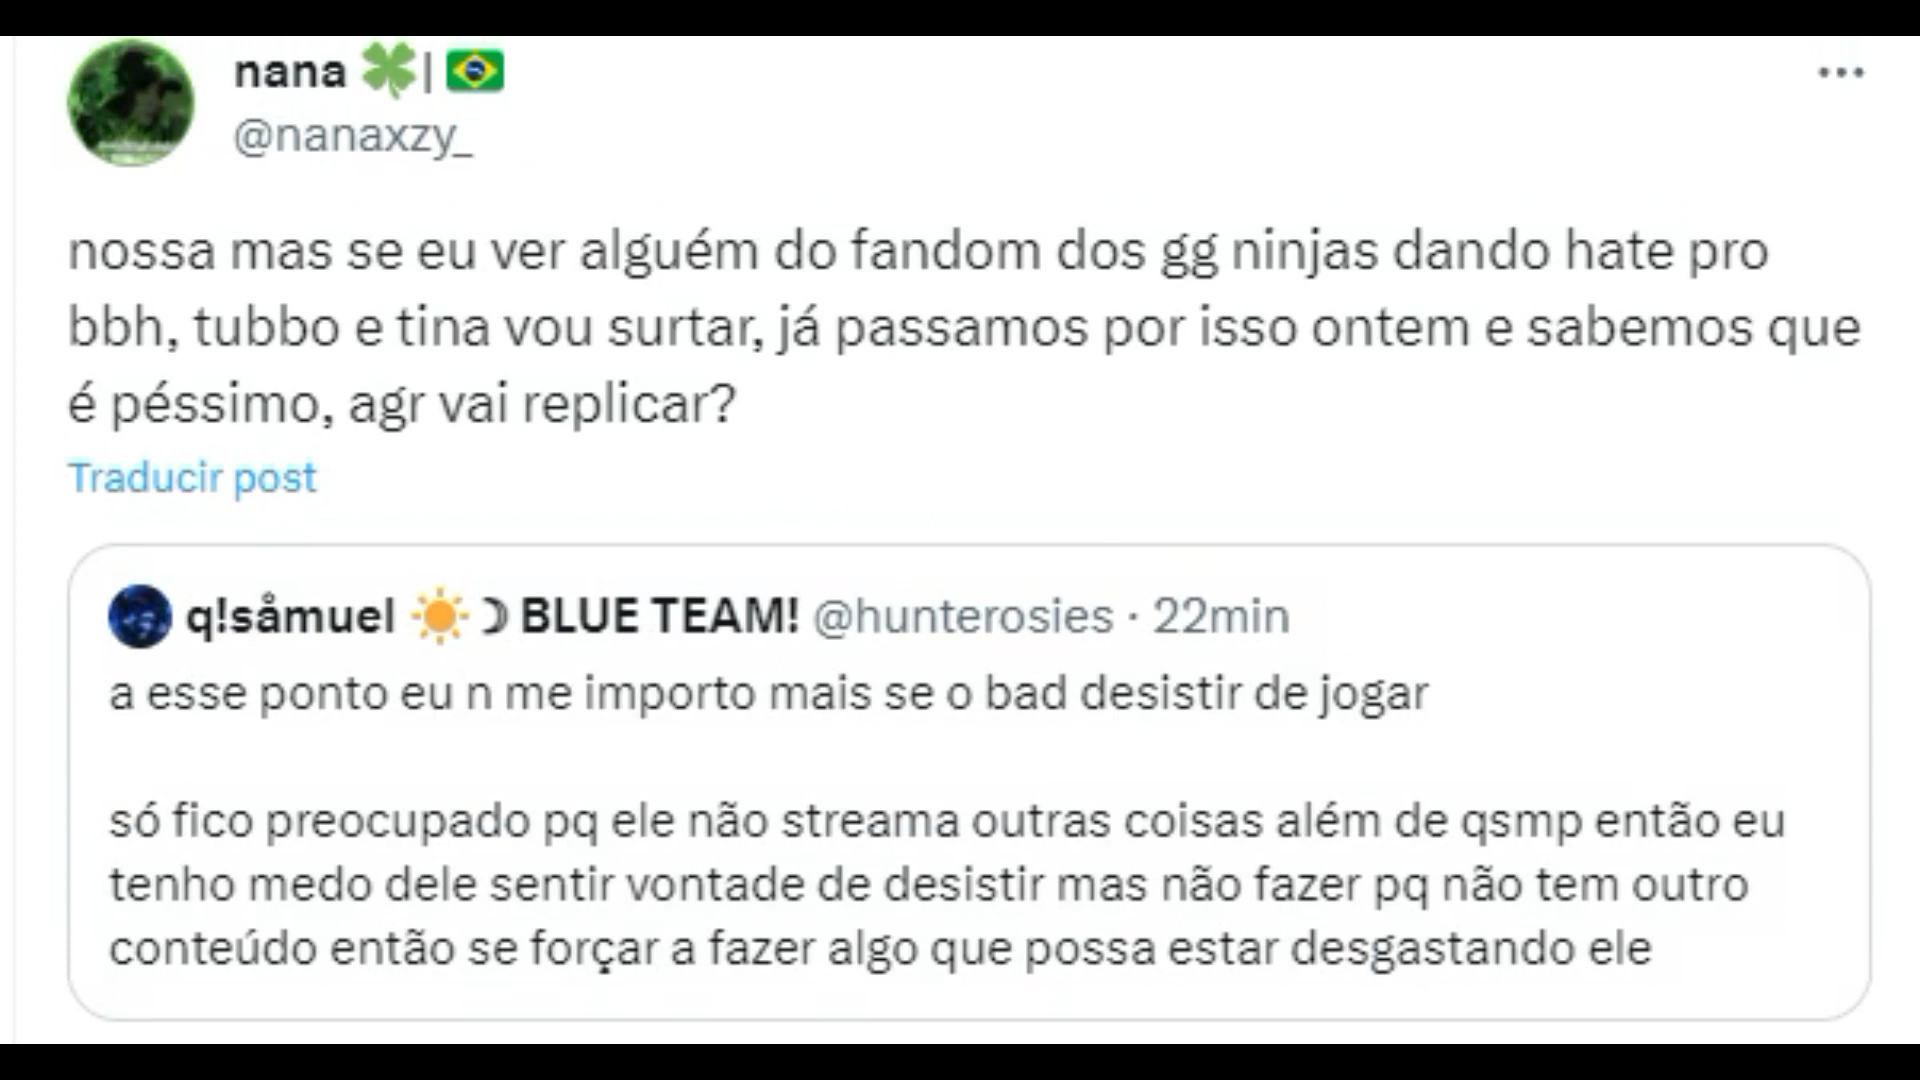 nana 🍀| 🇧🇷
@nanaxzy_
nossa mas se eu ver alguém do fandom dos gg ninjas dando hate pro
bbh, tubbo e tina vou surtar, já passamos por isso ontem e sabemos que
é péssimo, agr vai replicar?
Traducir post
q!såmuel ☀️☽ BLUE TEAM! @hunterosies · 22min
a esse ponto eu n me importo mais se o bad desistir de jogar
só fico preocupado pq ele não streama outras coisas além de qsmp então eu
tenho medo dele sentir vontade de desistir mas não fazer pq não tem outro
conteúdo então se forçar a fazer algo que possa estar desgastando ele